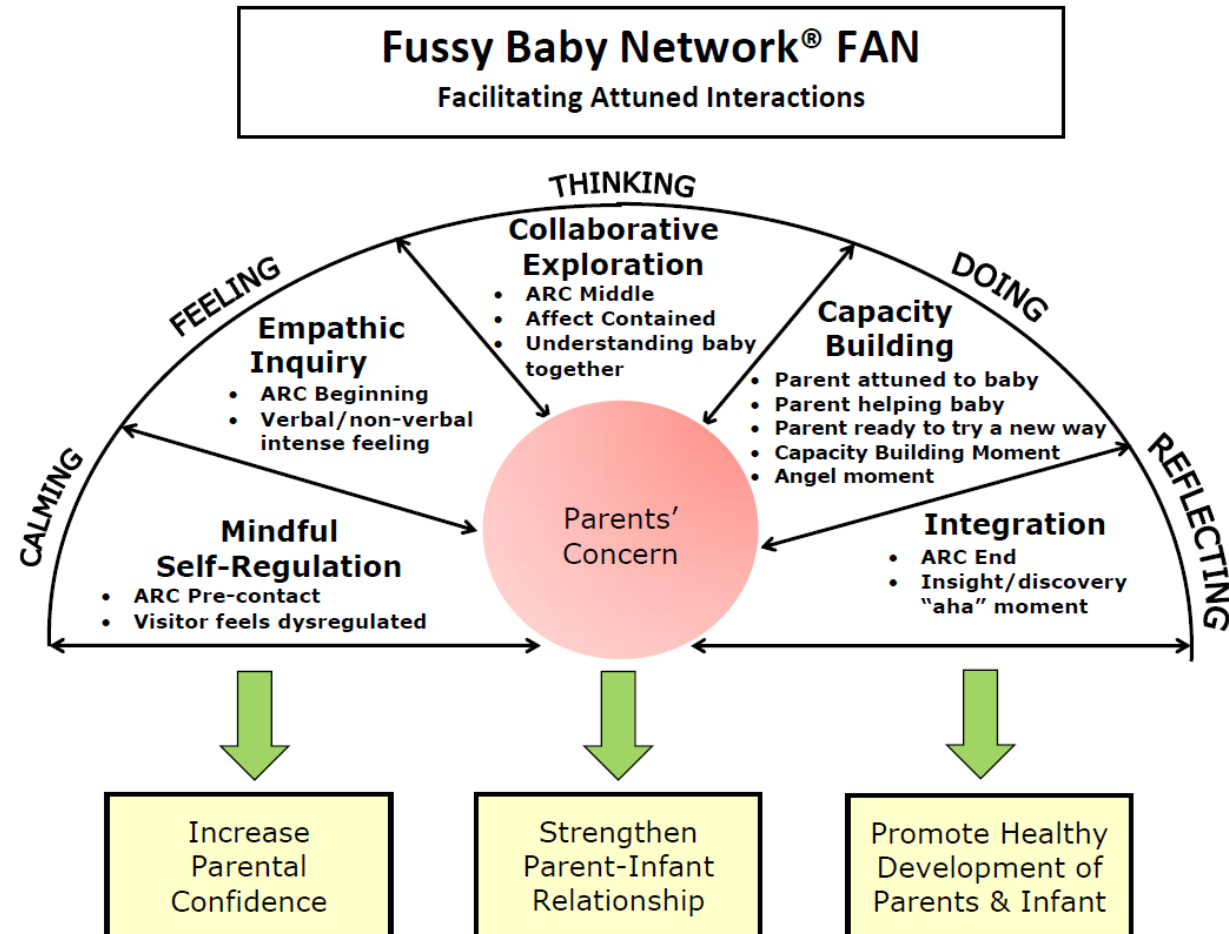 Fussy Baby Network® FAN
Facilitating Attuned Interactions
CALMING
Mindful
Self-Regulation
• ARC Pre-contact
• Visitor feels dysregulated
FEELING
Empathic
Inquiry
• ARC Beginning
• Verbal/non-verbal
intense feeling
THINKING
Collaborative
Exploration
• ARC Middle
• Affect Contained
• Understanding baby
together
DOING
Capacity
Building
• Parent attuned to baby
• Parent helping baby
• Parent ready to try a new way
• Capacity Building Moment
• Angel moment
REFLECTING
Integration
• ARC End
• Insight/discovery
“aha” moment
Parents’
Concern
Increase
Parental
Confidence
Strengthen
Parent-Infant
Relationship
Promote Healthy
Development of
Parents & Infant